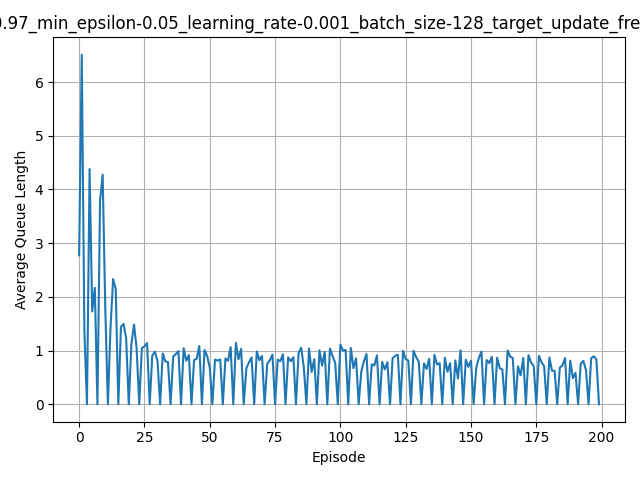 0.97_min_epsilon-0.05_learning_rate-0.001_batch_size-128_target_update_fre
6
5
4
3
2
1
0
Average Queue Length
0 25 50 75 100 125 150 175 200
Episode